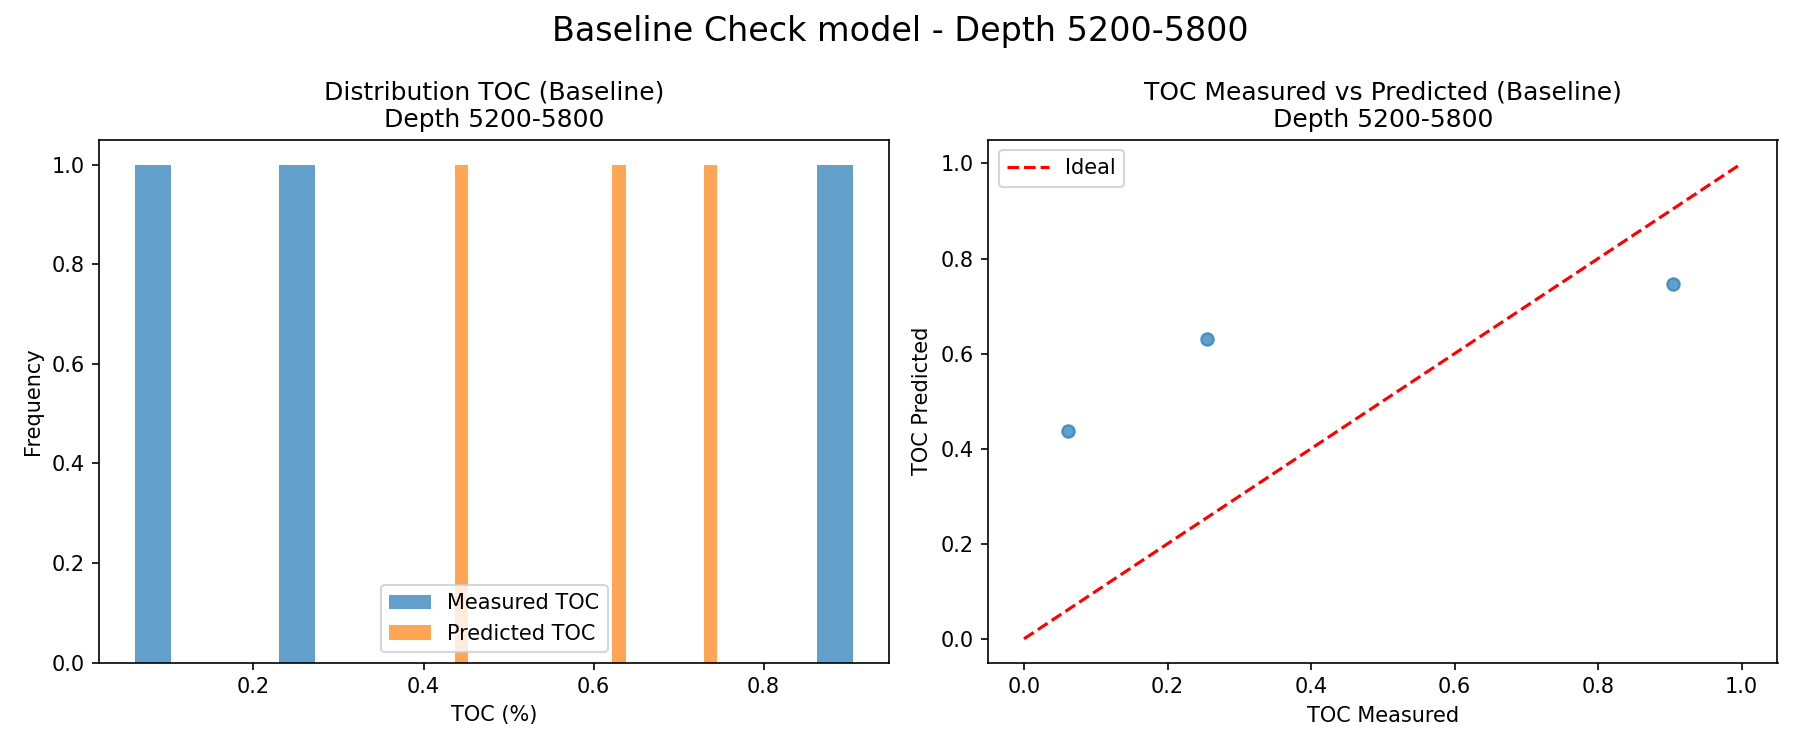 Baseline Check model - Depth 5200-5800
Distribution TOC (Baseline)
Depth 5200-5800
1.0
0.8
0.6
0.4
0.2
0.0
Frequency
0.2 0.4 0.6 0.8
TOC (%)
Measured TOC
Predicted TOC
TOC Measured vs Predicted (Baseline)
Depth 5200-5800
Ideal
1.0
0.8
0.6
0.4
0.2
0.0
TOC Predicted
0.0 0.2 0.4 0.6 0.8 1.0
TOC Measured